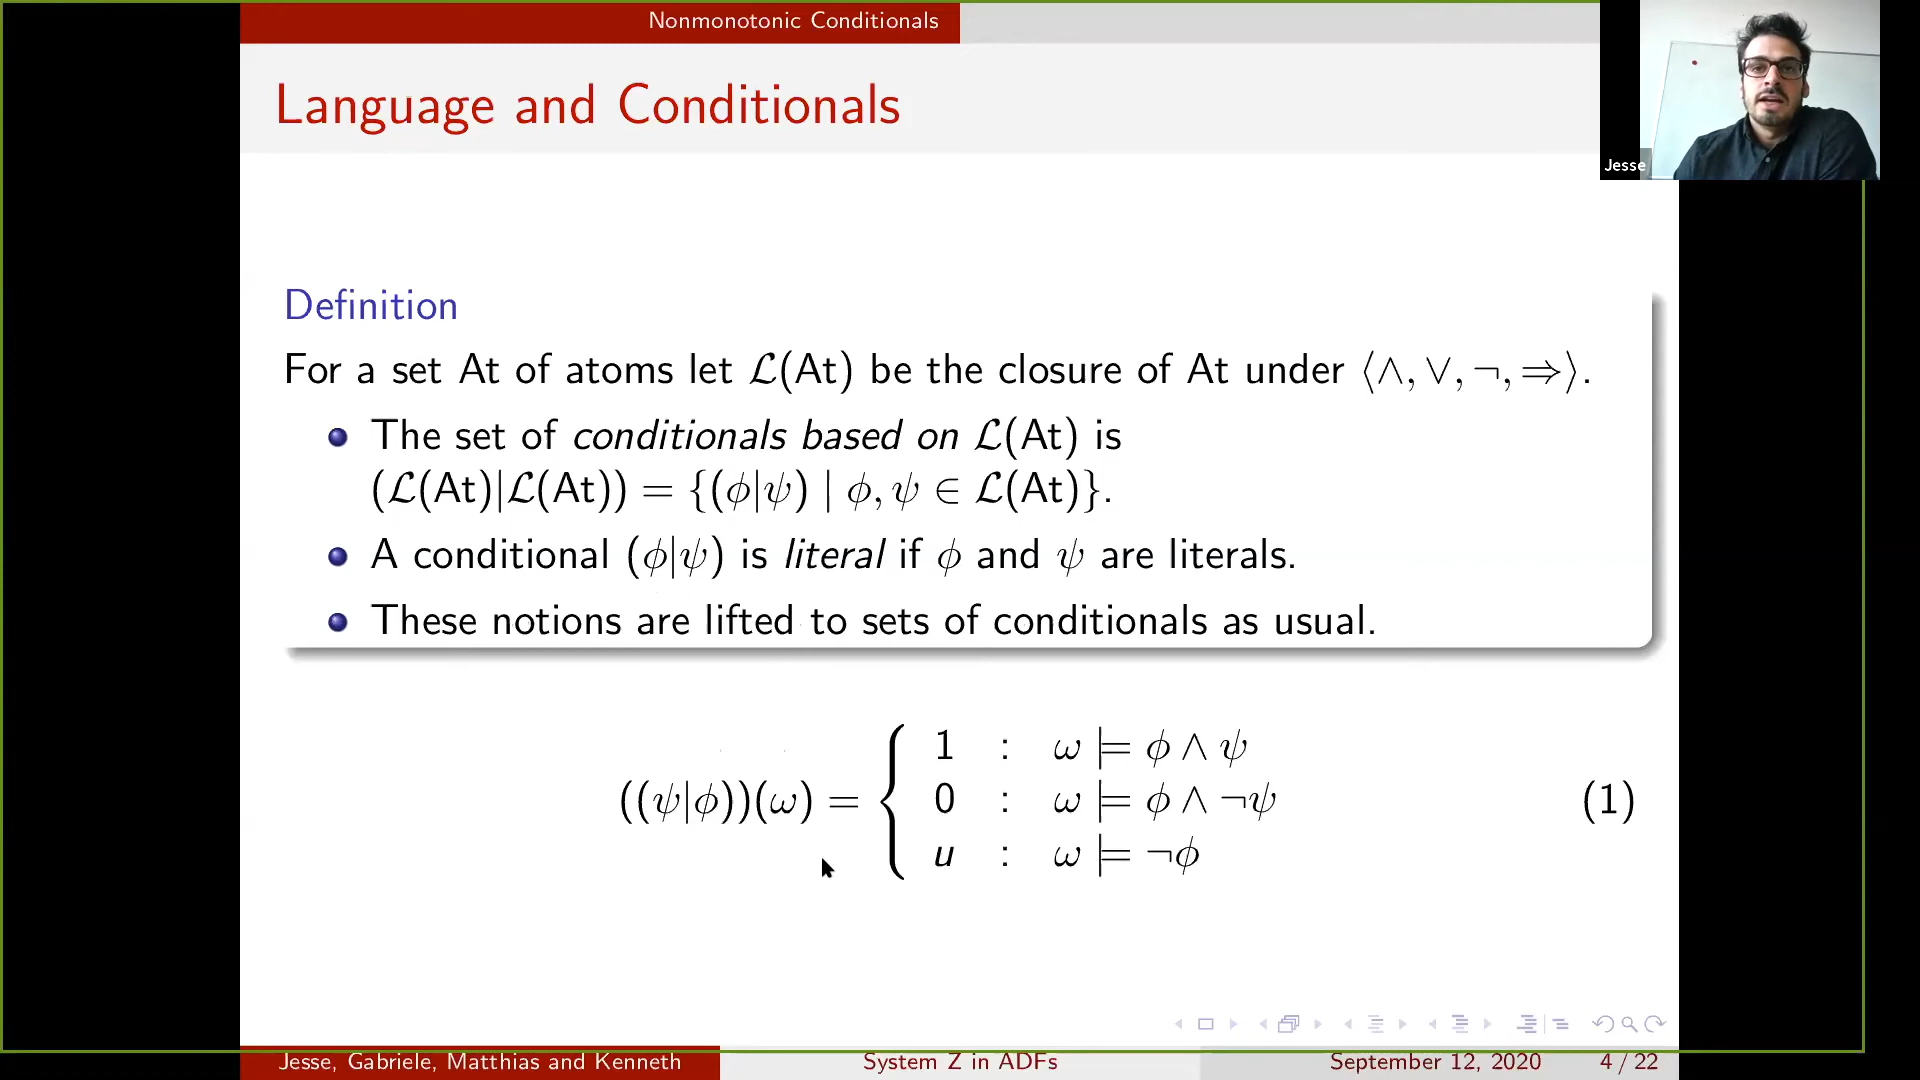 Nonmonotonic Conditionals
Language and Conditionals
Jesse
Definition
For a set At of atoms let ℒ(At) be the closure of At under ⟨∧, ∨, ¬, ⇒⟩.
The set of conditionals based on ℒ(At) is
(ℒ(At)|ℒ(At)) = {(ϕ|ψ) | ϕ, ψ ∈ ℒ(At)}.
A conditional (ϕ|ψ) is literal if ϕ and ψ are literals.
These notions are lifted to sets of conditionals as usual.
1 : ω ⊨ ϕ ∧ ψ
((ψ|ϕ))(ω) = { 0 : ω ⊨ ϕ ∧ ¬ψ (1)
u : ω ⊨ ¬ϕ
Jesse, Gabriele, Matthias and Kenneth System Z in ADFs September 12, 2020 4 / 22